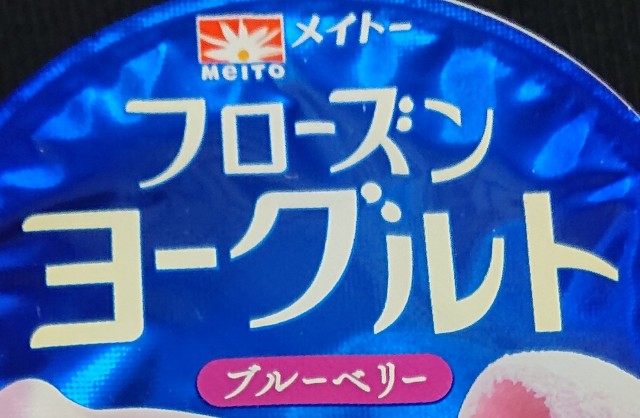 メイトー
MeiTO
フローズン
ヨーグルト
ブルーベリー